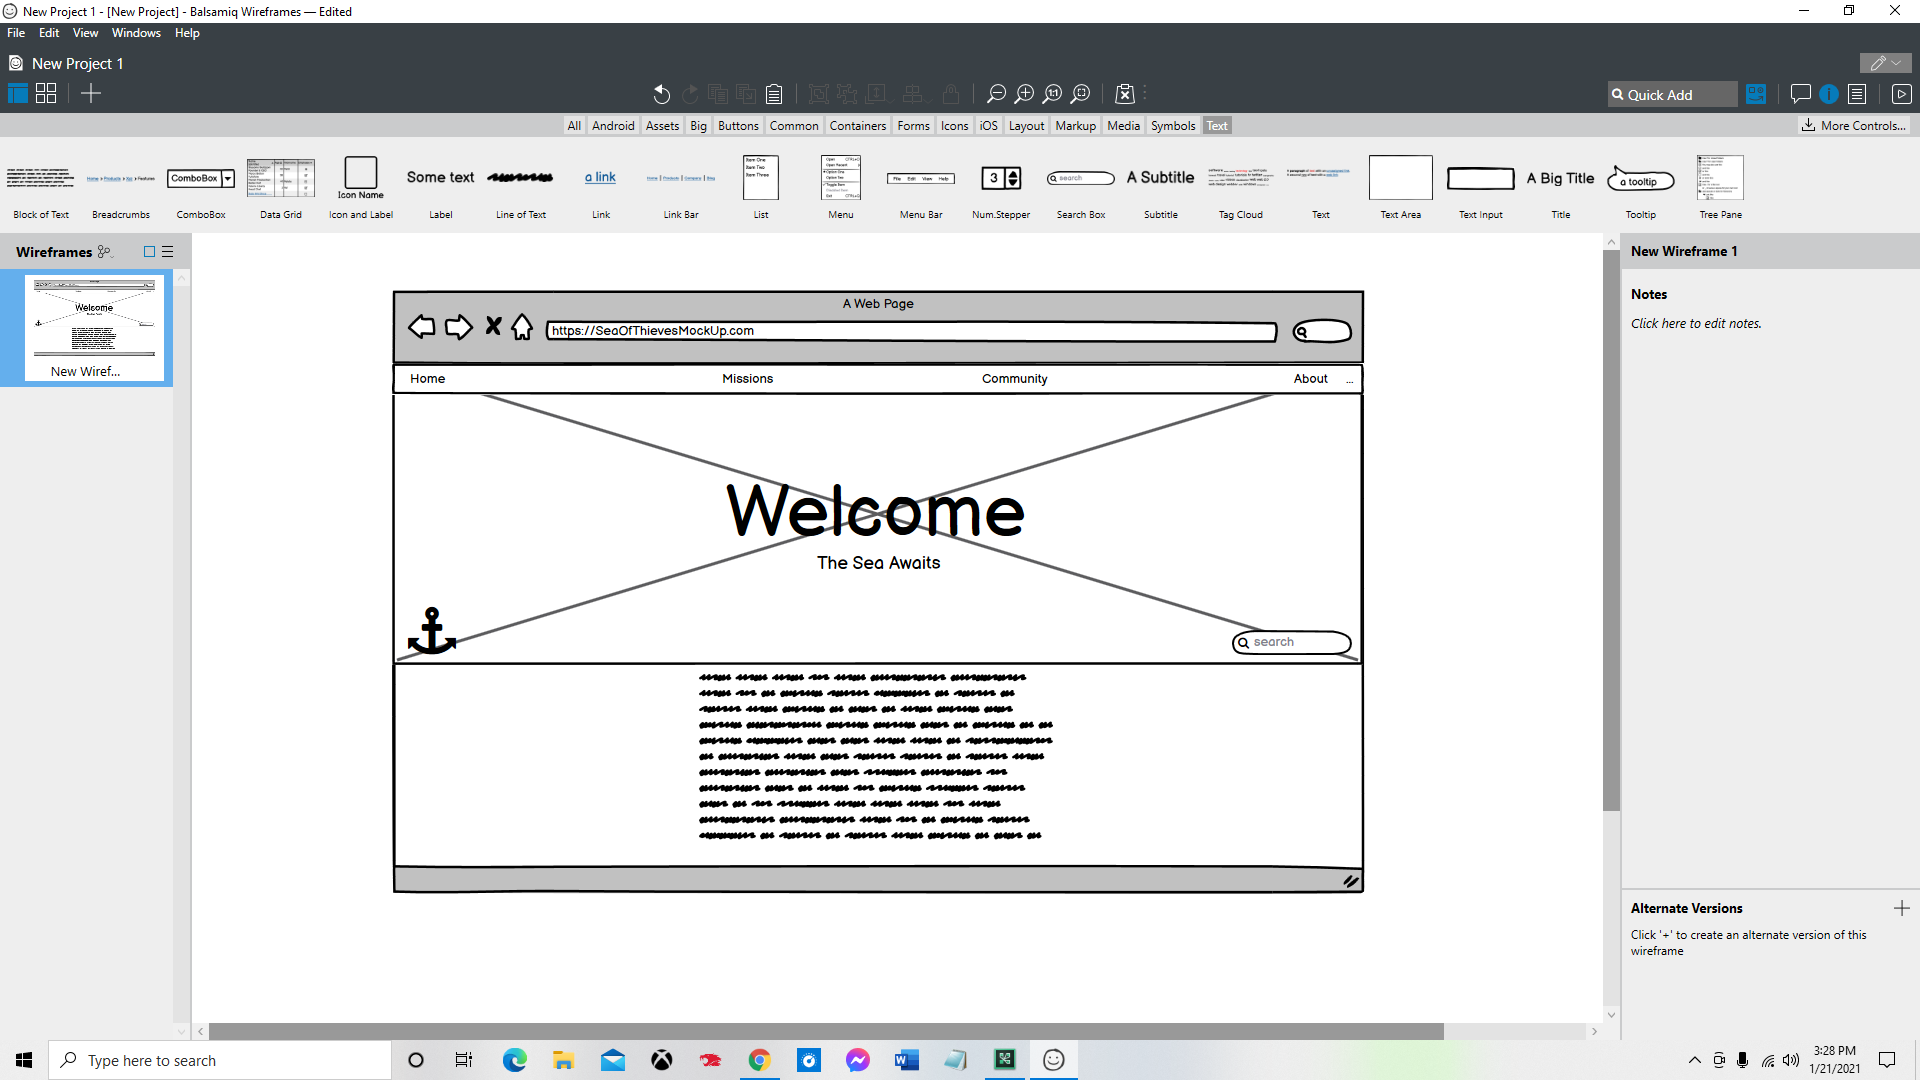 New Project 1 - [New Project] - Balsamiq Wireframes — Edited
File Edit View Windows Help
New Project 1
Quick Add
All Android Assets Big Buttons Common Containers Forms Icons iOS Layout Markup Media Symbols Text
More Controls...
ComboBox Icon Name Some text a link Item One Item Two Item Three 3 search A Subtitle A Big Title a tooltip
Block of Text Breadcrumbs ComboBox Data Grid Icon and Label Label Line of Text Link Link Bar List Menu Menu Bar Num.Stepper Search Box Subtitle Tag Cloud Text Text Area Text Input Title Tooltip Tree Pane
Wireframes
Welcome
New Wiref...
A Web Page
https://SeaOfThievesMockUp.com
Home Missions Community About ...
Welcome
The Sea Awaits
search
New Wireframe 1
Notes
Click here to edit notes.
Alternate Versions
Click '+' to create an alternate version of this
wireframe
Type here to search
3:28 PM
1/21/2021